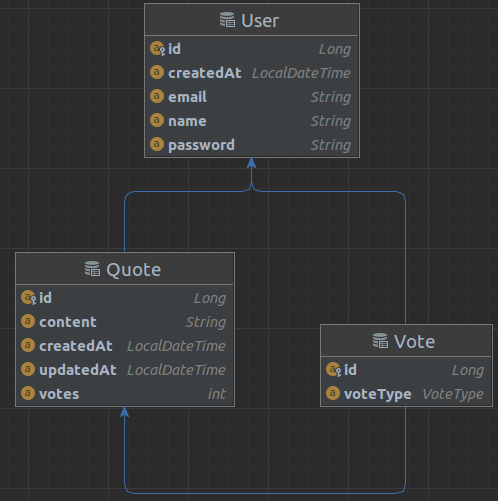 User
id Long
createdAt LocalDateTime
email String
name String
password String
Quote
id Long
content String
createdAt LocalDateTime
updatedAt LocalDateTime
votes int
Vote
id Long
voteType VoteType